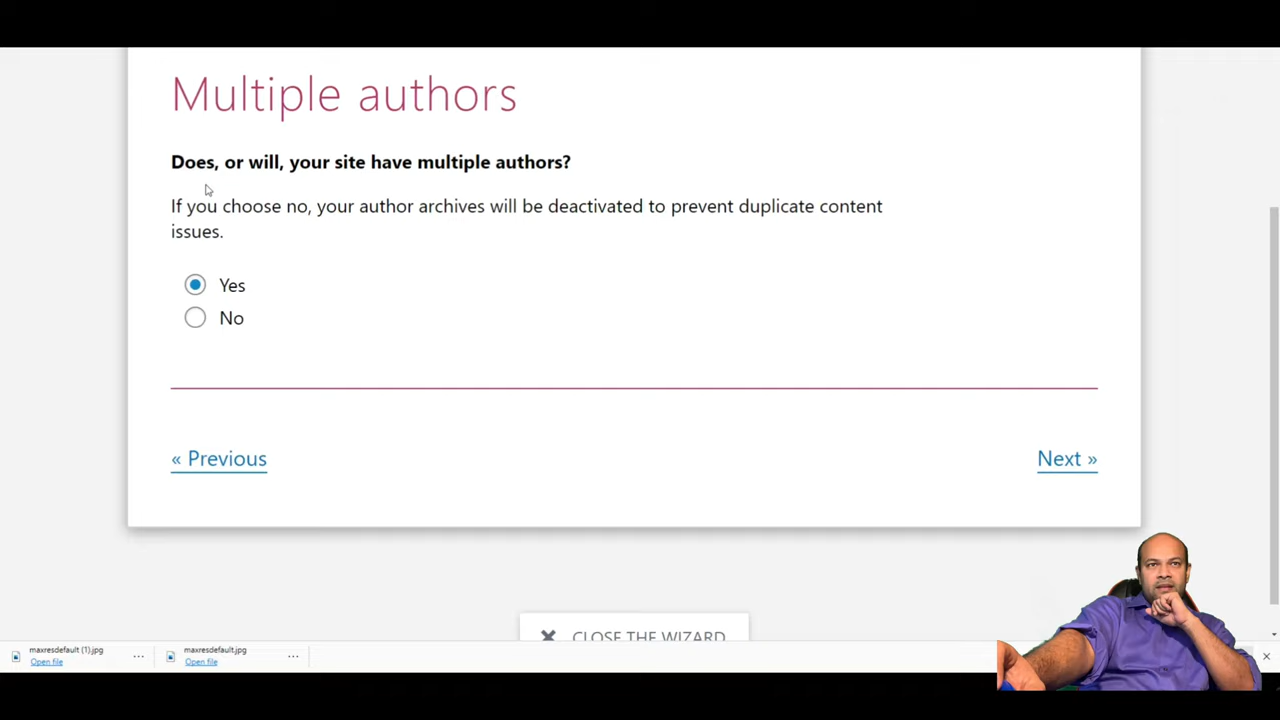 Multiple authors
Does, or will, your site have multiple authors?
If you choose no, your author archives will be deactivated to prevent duplicate content
issues.
Yes
No
« Previous
Next »
CLOSE THE WIZARD
maxresdefault (1).jpg
Open file
maxresdefault.jpg
Open file